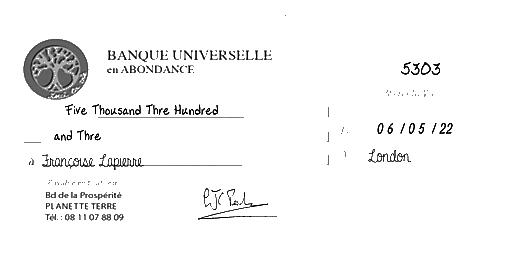 BANQUE UNIVERSELLE
en ABONDANCE
5303
Five Thousand Thre Hundred
and Thre
06/05/22
à Françoise Lapierre
London
Bd de la Prospérité
PLANETTE TERRE
Tél. : 08 11 07 88 09